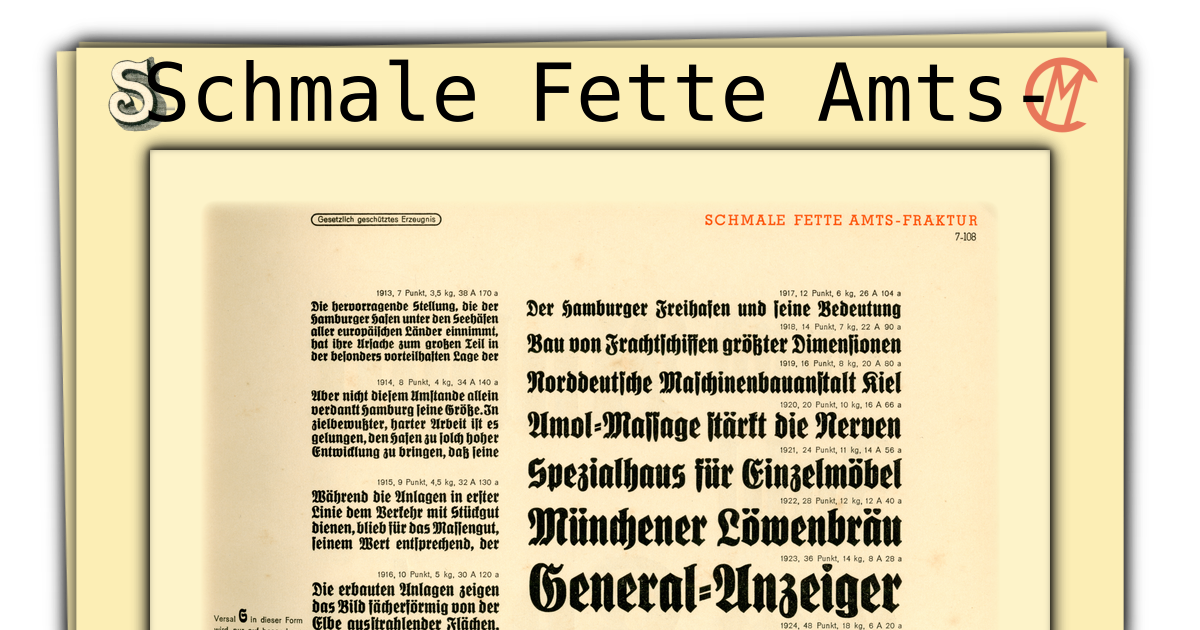 Schmale Fette Amts-
Gesetzlich geschütztes Erzeugnis
SCHMALE FETTE AMTS-FRAKTUR
7-108
1913, 7 Punkt, 3,5 kg, 38 A 170 a
Die hervorragende Stellung, die der
Hamburger Hafen unter den Seehäfen
aller europäischen Länder einnimmt,
hat ihre Ursache zum großen Teil in
der besonders vorteilhaften Lage der
1914, 8 Punkt, 4 kg, 34 A 140 a
Aber nicht diesem Umstande allein
verdankt Hamburg seine Größe. In
zielbewußter, harter Arbeit ist es
gelungen, den Hafen zu solch hoher
Entwicklung zu bringen, daß seine
1915, 9 Punkt, 4,5 kg, 32 A 130 a
Während die Anlagen in erster
Linie dem Verkehr mit Stückgut
dienen, blieb für das Massengut,
seinem Wert entsprechend, der
1916, 10 Punkt, 5 kg, 30 A 120 a
Die erbauten Anlagen zeigen
das Bild fächerförmig von der
Elbe ausstrahlender Flächen,
Versal G in dieser Form
1917, 12 Punkt, 6 kg, 26 A 104 a
Der Hamburger Freihafen und seine Bedeutung
1918, 14 Punkt, 7 kg, 22 A 90 a
Bau von Frachtschiffen größter Dimensionen
1919, 16 Punkt, 8 kg, 20 A 80 a
Norddeutsche Maschinenbauanstalt Kiel
1920, 20 Punkt, 10 kg, 16 A 66 a
Amol-Massage stärkt die Nerven
1921, 24 Punkt, 11 kg, 14 A 56 a
Spezialhaus für Einzelmöbel
1922, 28 Punkt, 12 kg, 12 A 40 a
Münchener Löwenbräu
1923, 36 Punkt, 14 kg, 8 A 28 a
General-Anzeiger
1924, 48 Punkt, 18 kg, 6 A 20 a